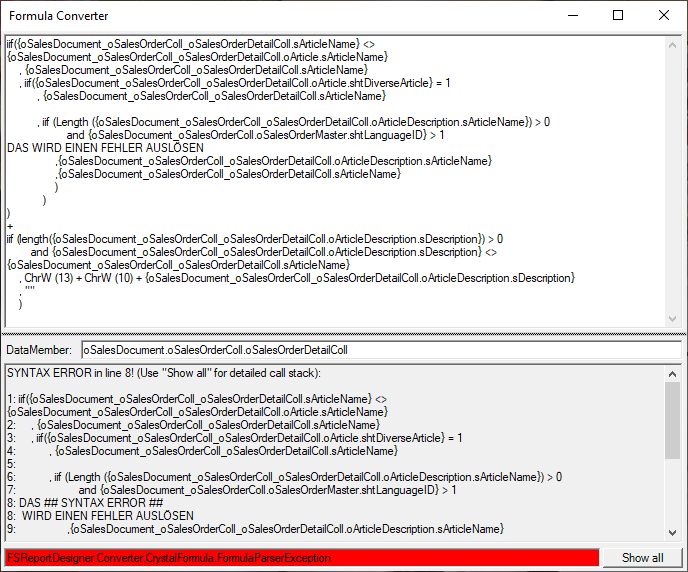 Formula Converter
iif({oSalesDocument_oSalesOrderColl_oSalesOrderDetailColl.sArticleName} <>
{oSalesDocument_oSalesOrderColl_oSalesOrderDetailColl.oArticle.sArticleName}
, {oSalesDocument_oSalesOrderColl_oSalesOrderDetailColl.sArticleName}
, iif({oSalesDocument_oSalesOrderColl_oSalesOrderDetailColl.oArticle.shtDiverseArticle} = 1
, {oSalesDocument_oSalesOrderColl_oSalesOrderDetailColl.sArticleName}
, iif (Length ({oSalesDocument_oSalesOrderColl_oSalesOrderDetailColl.oArticleDescription.sArticleName}) > 0
and {oSalesDocument_oSalesOrderColl.oSalesOrderMaster.shtLanguageID} > 1
DAS WIRD EINEN FEHLER AUSLÖSEN
,{oSalesDocument_oSalesOrderColl_oSalesOrderDetailColl.oArticleDescription.sArticleName}
,{oSalesDocument_oSalesOrderColl_oSalesOrderDetailColl.sArticleName}
)
)
)
+
iif (length({oSalesDocument_oSalesOrderColl_oSalesOrderDetailColl.oArticleDescription.sDescription}) > 0
and {oSalesDocument_oSalesOrderColl_oSalesOrderDetailColl.oArticleDescription.sDescription} <>
{oSalesDocument_oSalesOrderColl_oSalesOrderDetailColl.sArticleName}
, ChrW (13) + ChrW (10) + {oSalesDocument_oSalesOrderColl_oSalesOrderDetailColl.oArticleDescription.sDescription}
, ""
)
DataMember: oSalesDocument.oSalesOrderColl.oSalesOrderDetailColl
SYNTAX ERROR in line 8! (Use "Show all" for detailed call stack):
1: iif({oSalesDocument_oSalesOrderColl_oSalesOrderDetailColl.sArticleName} <>
{oSalesDocument_oSalesOrderColl_oSalesOrderDetailColl.oArticle.sArticleName}
2: , {oSalesDocument_oSalesOrderColl_oSalesOrderDetailColl.sArticleName}
3: , iif({oSalesDocument_oSalesOrderColl_oSalesOrderDetailColl.oArticle.shtDiverseArticle} = 1
4: , {oSalesDocument_oSalesOrderColl_oSalesOrderDetailColl.sArticleName}
5:
6: , iif (Length ({oSalesDocument_oSalesOrderColl_oSalesOrderDetailColl.oArticleDescription.sArticleName}) > 0
7: and {oSalesDocument_oSalesOrderColl.oSalesOrderMaster.shtLanguageID} > 1
8: DAS ## SYNTAX ERROR ##
8: WIRD EINEN FEHLER AUSLÖSEN
9: ,{oSalesDocument_oSalesOrderColl_oSalesOrderDetailColl.oArticleDescription.sArticleName}
FSReportDesigner.Converter.CrystalFormula.FormulaParserException
Show all